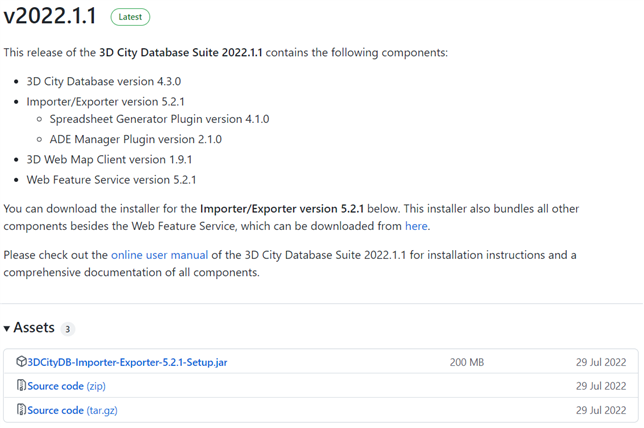 v2022.1.1 Latest
This release of the 3D City Database Suite 2022.1.1 contains the following components:
3D City Database version 4.3.0
Importer/Exporter version 5.2.1
Spreadsheet Generator Plugin version 4.1.0
ADE Manager Plugin version 2.1.0
3D Web Map Client version 1.9.1
Web Feature Service version 5.2.1
You can download the installer for the Importer/Exporter version 5.2.1 below. This installer also bundles all other
components besides the Web Feature Service, which can be downloaded from here.
Please check out the online user manual of the 3D City Database Suite 2022.1.1 for installation instructions and a
comprehensive documentation of all components.
Assets 3
3DCityDB-Importer-Exporter-5.2.1-Setup.jar 200 MB 29 Jul 2022
Source code (zip) 29 Jul 2022
Source code (tar.gz) 29 Jul 2022